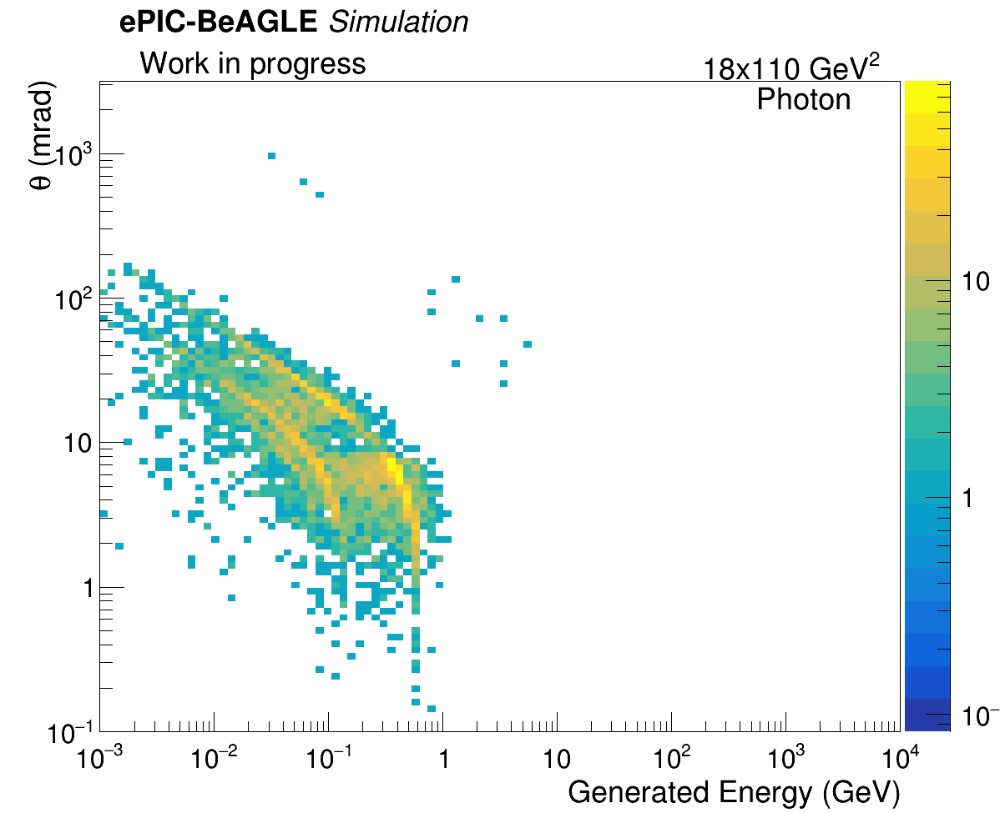 ePIC-BeAGLE Simulation
Work in progress
18x110 GeV²
Photon
θ (mrad)
10³
10²
10
1
10⁻¹
10⁻³ 10⁻² 10⁻¹ 1 10 10² 10³ 10⁴
Generated Energy (GeV)
10
1
10⁻